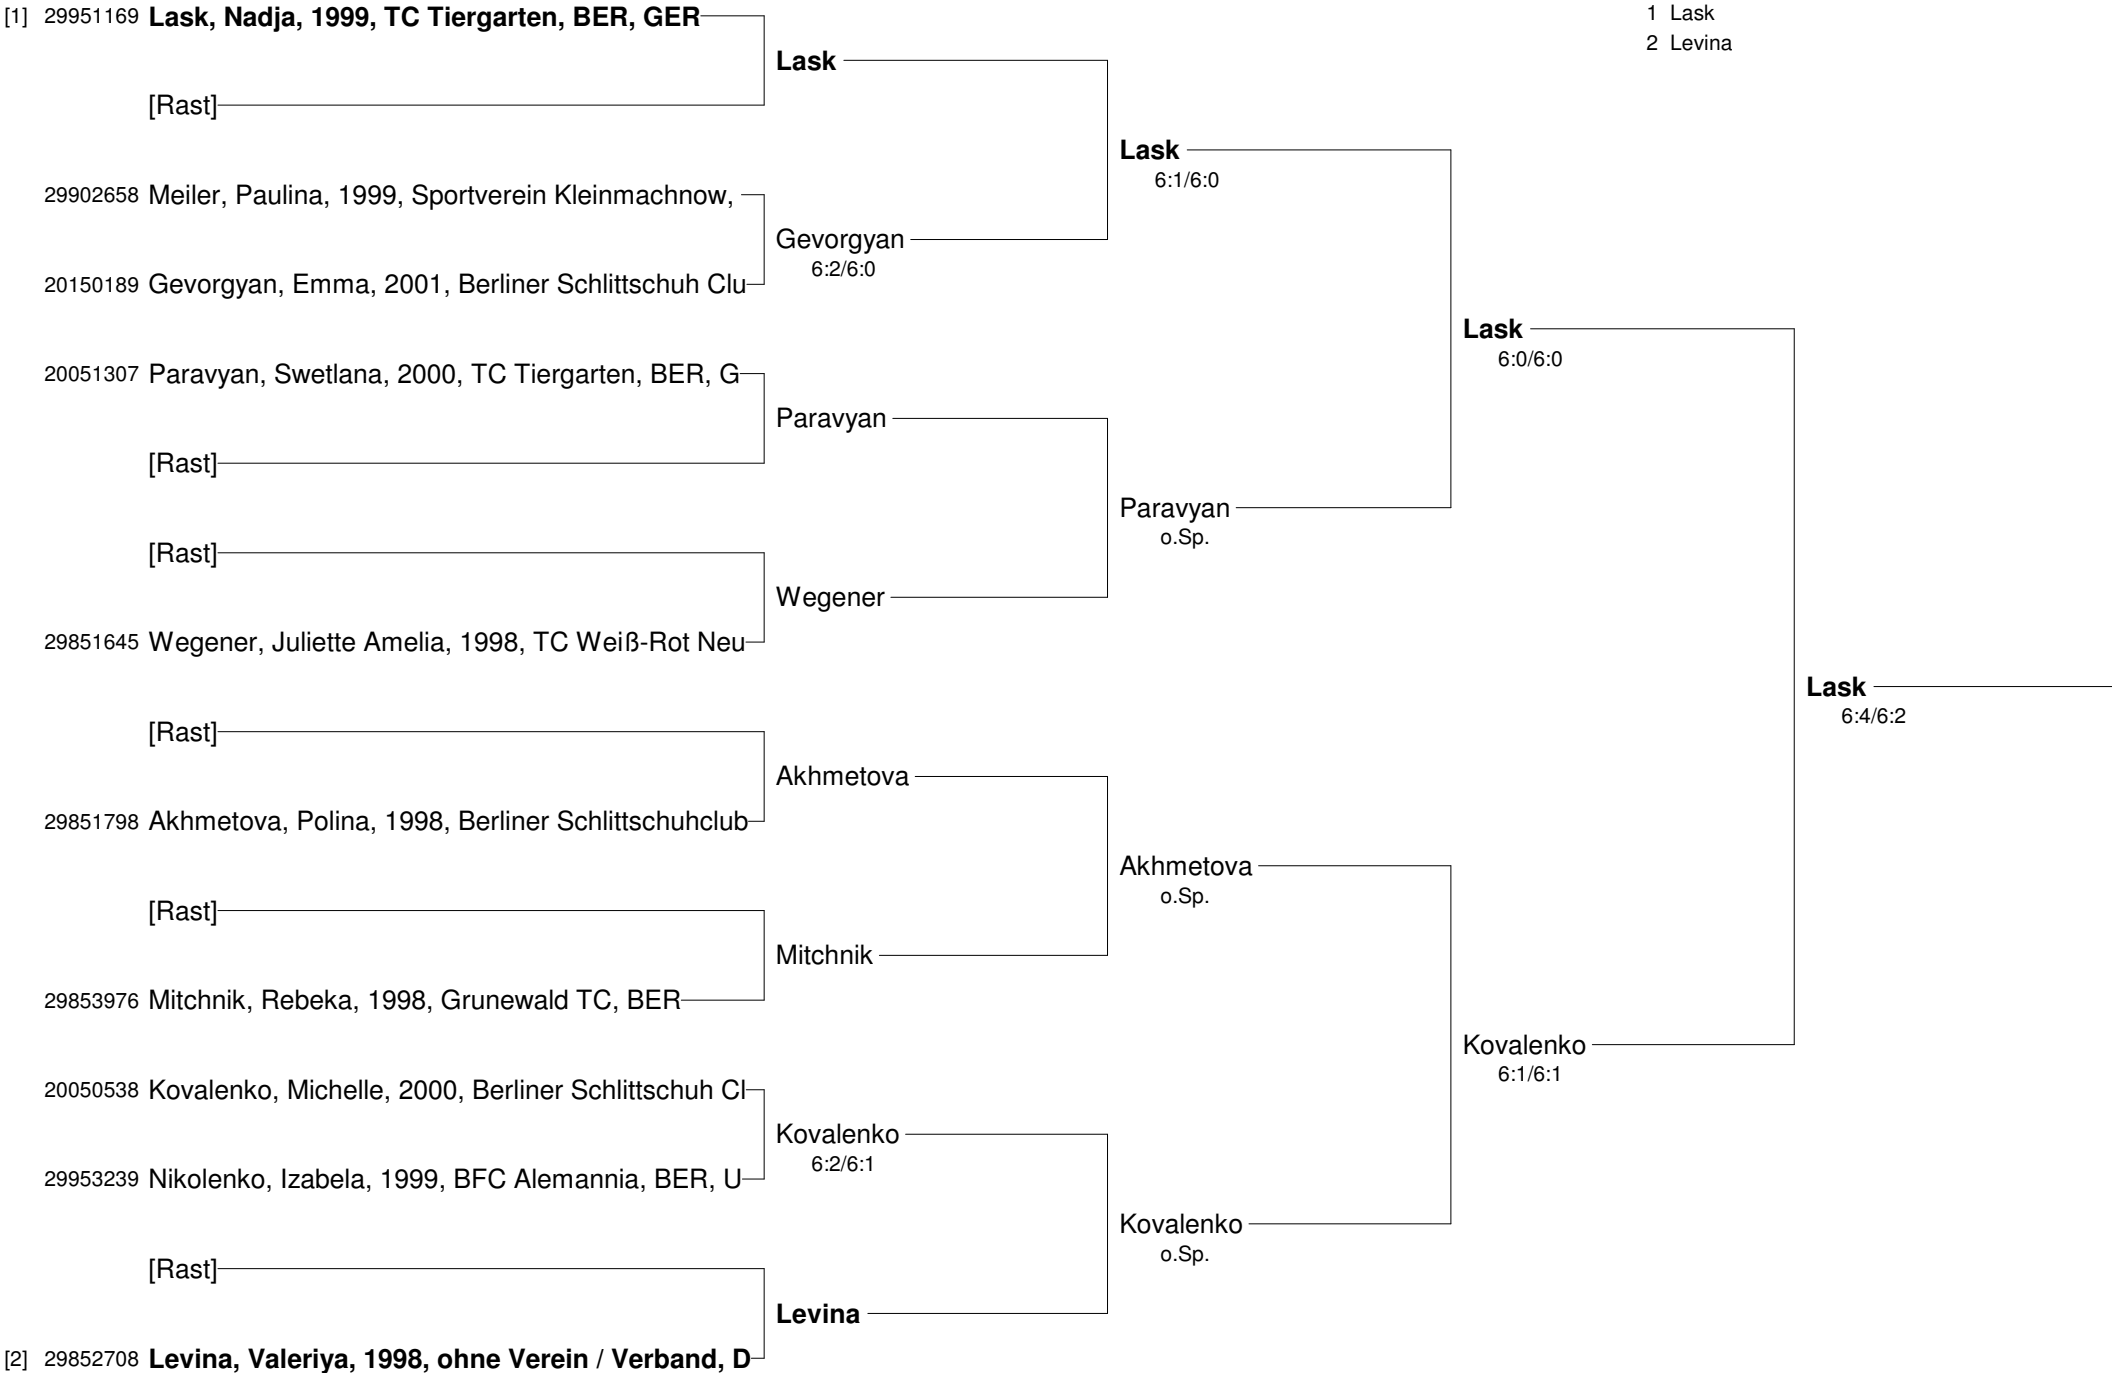 [1] 29951169 Lask, Nadja, 1999, TC Tiergarten, BER, GER
1 Lask
2 Levina
Lask
[Rast]
Lask
6:1/6:0
29902658 Meiler, Paulina, 1999, Sportverein Kleinmachnow,
Gevorgyan
6:2/6:0
20150189 Gevorgyan, Emma, 2001, Berliner Schlittschuh Clu
Lask
6:0/6:0
20051307 Paravyan, Swetlana, 2000, TC Tiergarten, BER, G
Paravyan
[Rast]
Paravyan
o.Sp.
[Rast]
Wegener
29851645 Wegener, Juliette Amelia, 1998, TC Weiß-Rot Neu
Lask
6:4/6:2
[Rast]
Akhmetova
29851798 Akhmetova, Polina, 1998, Berliner Schlittschuhclub
Akhmetova
o.Sp.
[Rast]
Mitchnik
29853976 Mitchnik, Rebeka, 1998, Grunewald TC, BER
Kovalenko
6:1/6:1
20050538 Kovalenko, Michelle, 2000, Berliner Schlittschuh Cl
Kovalenko
6:2/6:1
29953239 Nikolenko, Izabela, 1999, BFC Alemannia, BER, U
Kovalenko
o.Sp.
[Rast]
Levina
[2] 29852708 Levina, Valeriya, 1998, ohne Verein / Verband, D